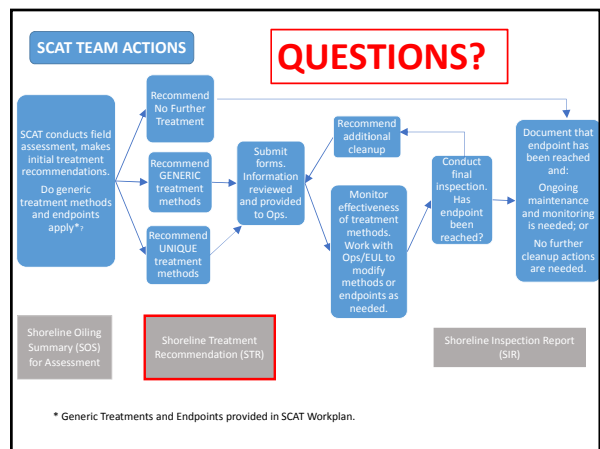 SCAT TEAM ACTIONS
QUESTIONS?
SCAT conducts field
assessment, makes
initial treatment
recommendations.
Do generic
treatment methods
and endpoints
apply*?
Recommend
No Further
Treatment
Recommend
GENERIC
treatment
methods
Recommend
UNIQUE
treatment
methods
Submit
forms.
Information
reviewed
and provided
to Ops.
Recommend
additional
cleanup
Monitor
effectiveness
of treatment
methods.
Work with
Ops/EUL to
modify
methods or
endpoints as
needed.
Conduct
final
inspection.
Has
endpoint
been
reached?
Document that
endpoint has
been reached
and:
Ongoing
maintenance
and monitoring
is needed; or
No further
cleanup actions
are needed.
Shoreline Oiling
Summary (SOS)
for Assessment
Shoreline Treatment
Recommendation (STR)
Shoreline Inspection Report
(SIR)
* Generic Treatments and Endpoints provided in SCAT Workplan.